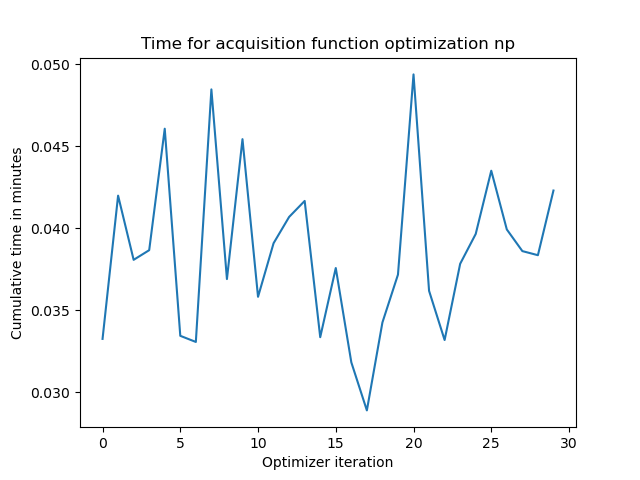 Time for acquisition function optimization np
0.050
0.045
0.040
0.035
0.030
Cumulative time in minutes
0 5 10 15 20 25 30
Optimizer iteration